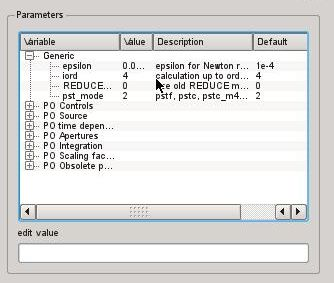 Parameters
Variable Value Description Default
Generic
epsilon 0.0... epsilon for Newton r... 1e-4
iord 4 calculation up to ord... 4
REDUCE... 0 old REDUCE m... 0
pst_mode 2 pstf, pstc, pstc_m4... 2
PO Controls
PO Source
PO time depen...
PO Apertures
PO Integration
PO Scaling fac...
PO Obsolete p...
edit value